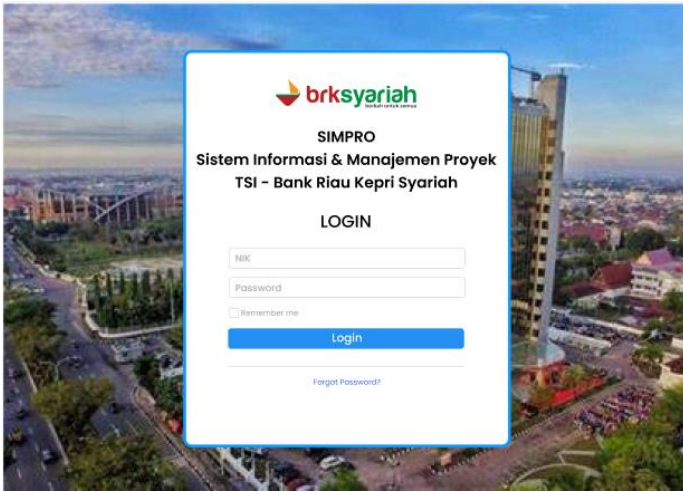 brksyariah
berkah untuk semua
SIMPRO
Sistem Informasi & Manajemen Proyek
TSI - Bank Riau Kepri Syariah
LOGIN
NIK
Password
Remember me
Login
Forgot Password?